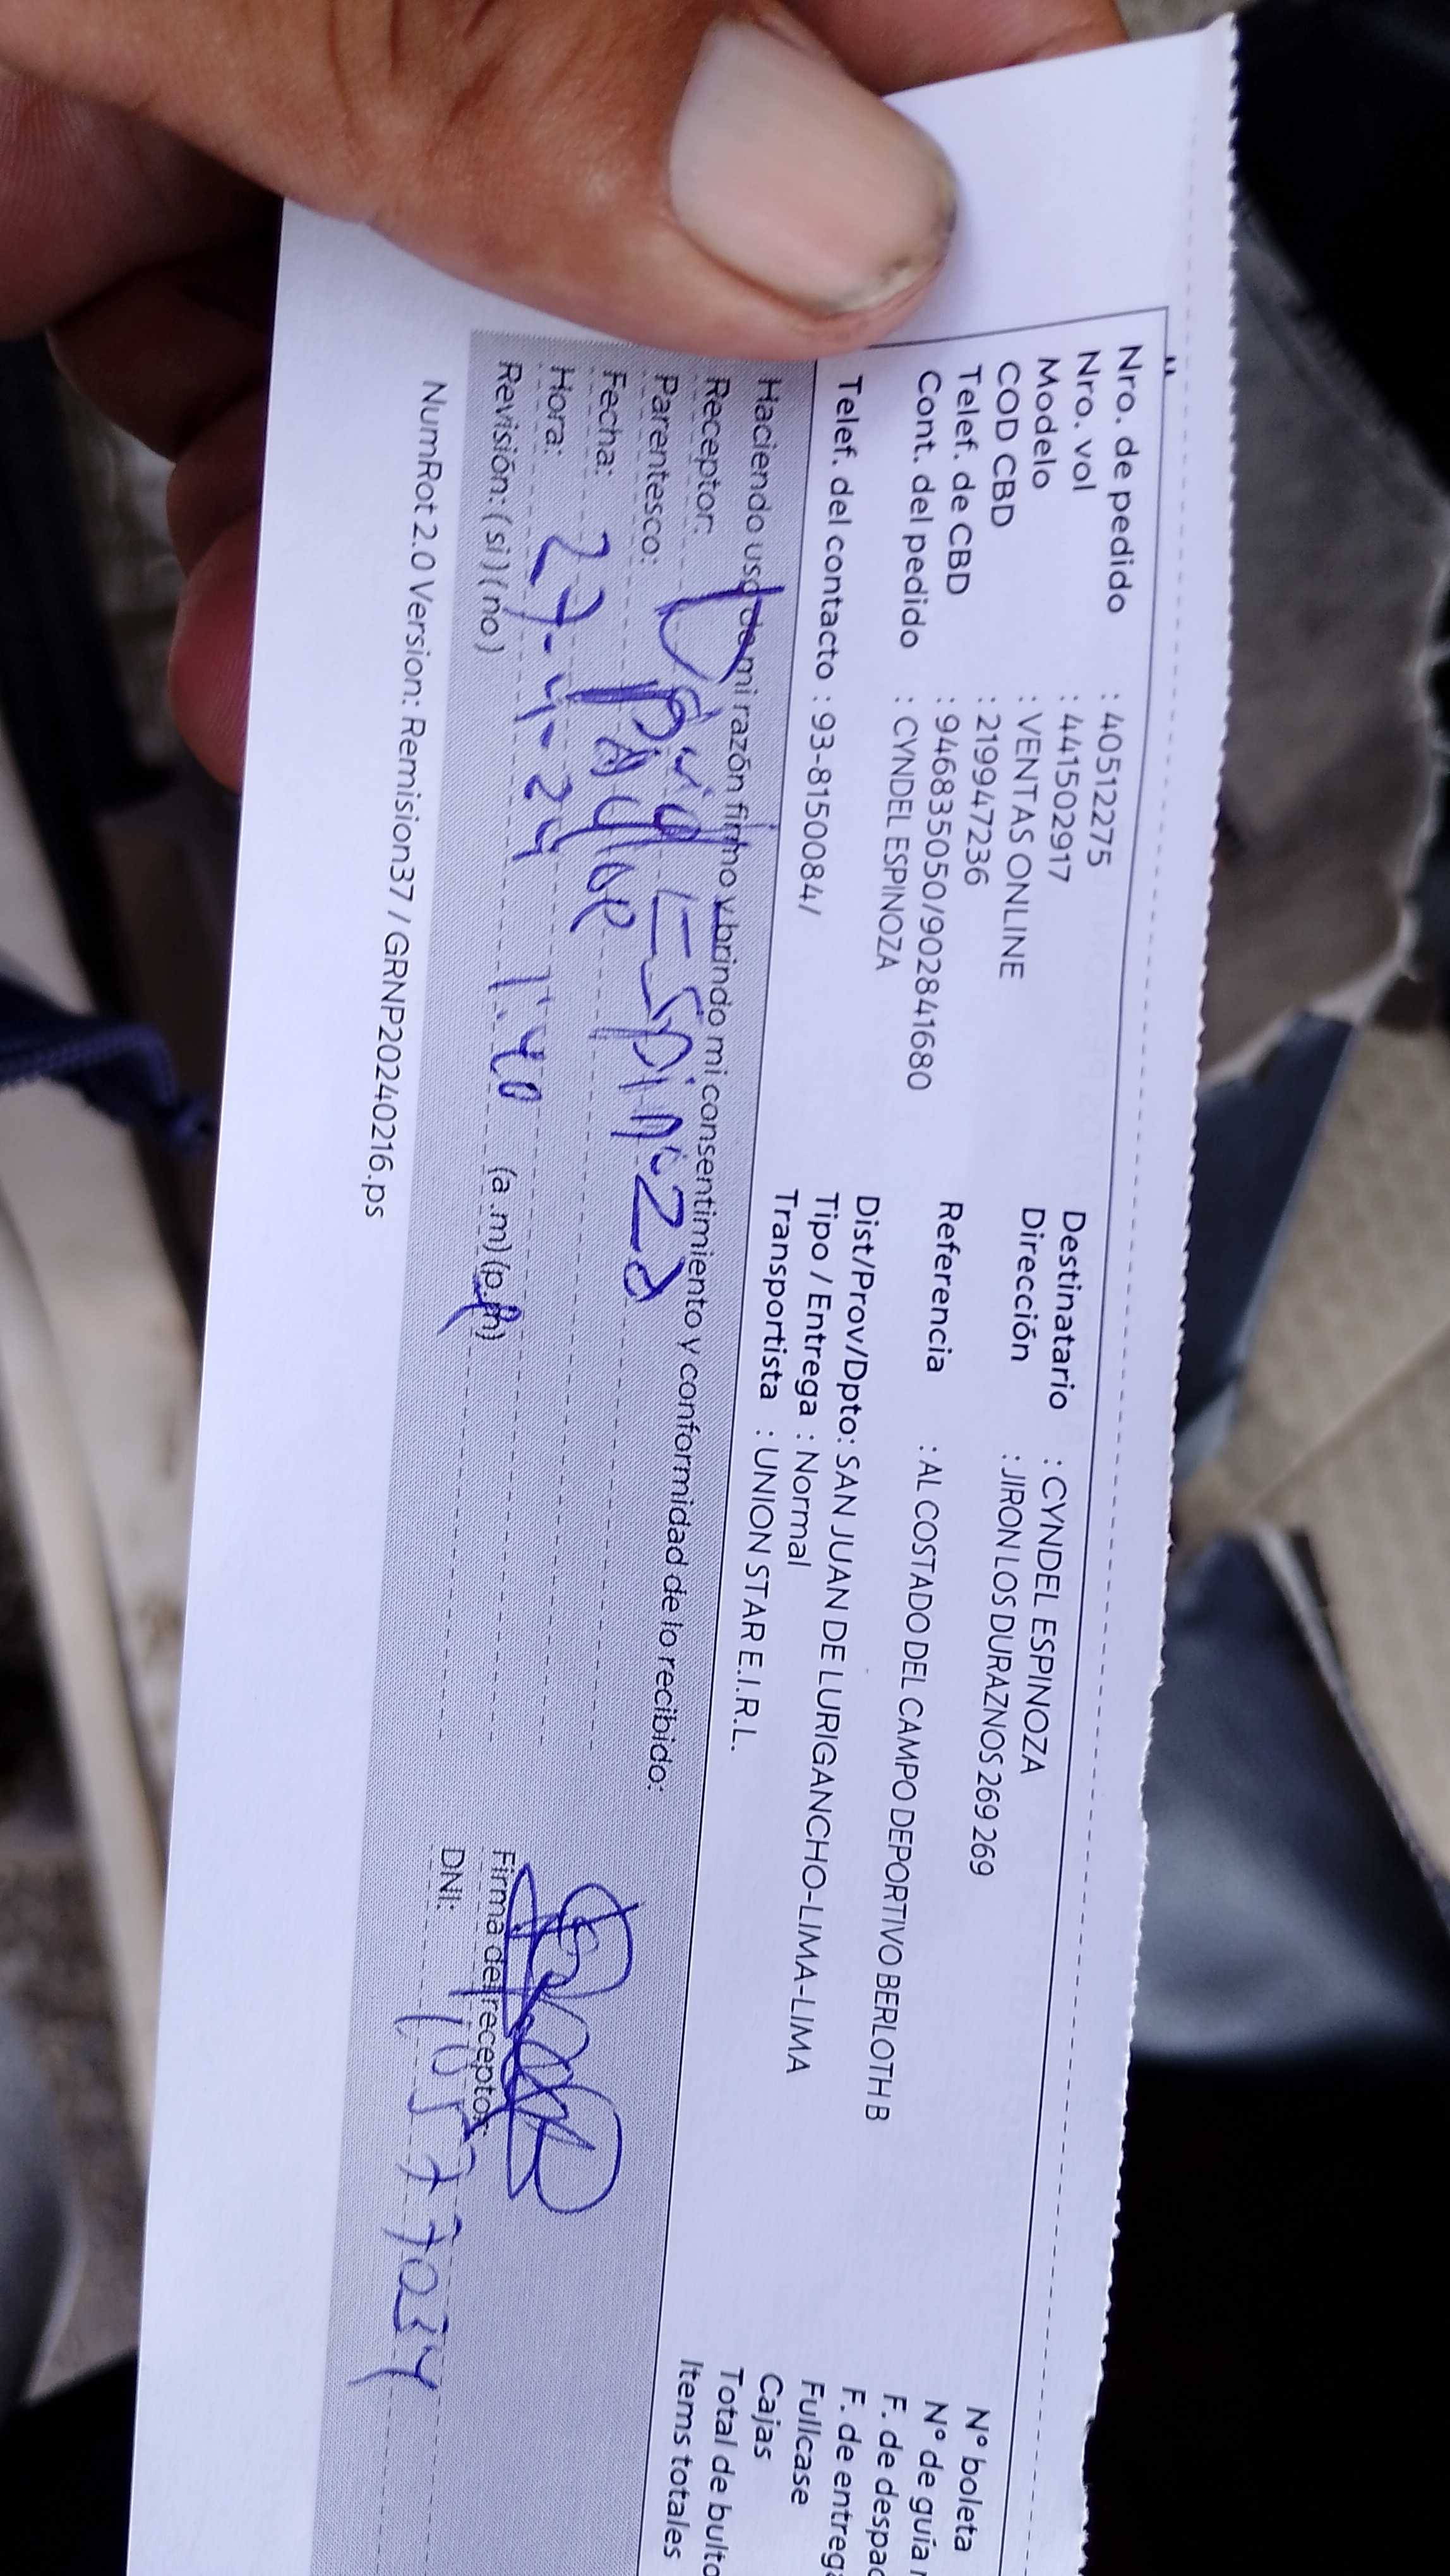 Nro. de pedido : 40512275
Nro. vol : 441502917
Modelo : VENTAS ONLINE
COD CBD : 219947236
Telef. de CBD : 946835050/902841680
Cont. del pedido : CYNDEL ESPINOZA
Telef. del contacto : 93-8150084/
Destinatario : CYNDEL ESPINOZA
Dirección : JIRON LOS DURAZNOS 269 269
Referencia : AL COSTADO DEL CAMPO DEPORTIVO BERLOTH B
Dist/Prov/Dpto: SAN JUAN DE LURIGANCHO-LIMA-LIMA
Tipo / Entrega : Normal
Transportista : UNION STAR E.I.R.L.
N° boleta
N° de guía
F. de despac
F. de entreg
Fullcase
Cajas
Total de bulto
Items totales
Haciendo uso de mi razón firmo y brindo mi consentimiento y conformidad de lo recibido:
Receptor: David Espinoza
Parentesco: Padre
Fecha: 27-4-24
Hora: 1:40 (a.m) (p.m)
Revisión: (si) (no)
Firma del receptor
DNI:
NumRot 2.0 Version: Remision37 / GRNP20240216.ps